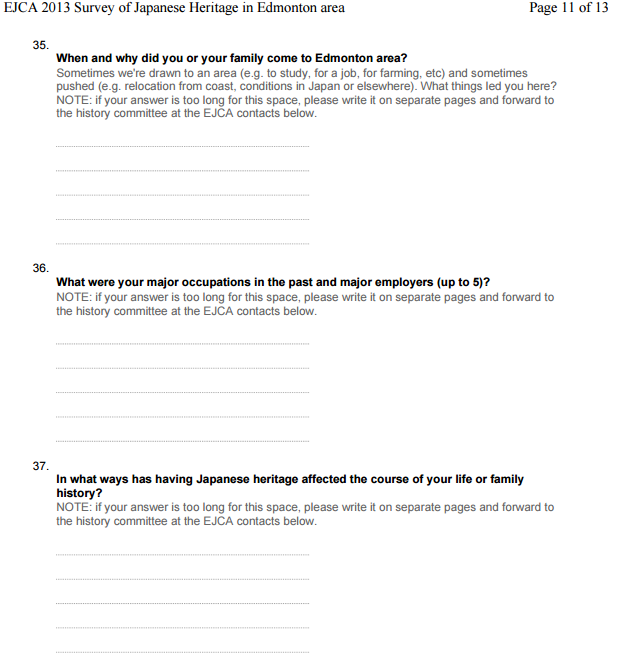 EJCA 2013 Survey of Japanese Heritage in Edmonton area Page 11 of 13
35.
When and why did you or your family come to Edmonton area?
Sometimes we're drawn to an area (e.g. to study, for a job, for farming, etc) and sometimes
pushed (e.g. relocation from coast, conditions in Japan or elsewhere). What things led you here?
NOTE: if your answer is too long for this space, please write it on separate pages and forward to
the history committee at the EJCA contacts below.
36.
What were your major occupations in the past and major employers (up to 5)?
NOTE: if your answer is too long for this space, please write it on separate pages and forward to
the history committee at the EJCA contacts below.
37.
In what ways has having Japanese heritage affected the course of your life or family
history?
NOTE: if your answer is too long for this space, please write it on separate pages and forward to
the history committee at the EJCA contacts below.